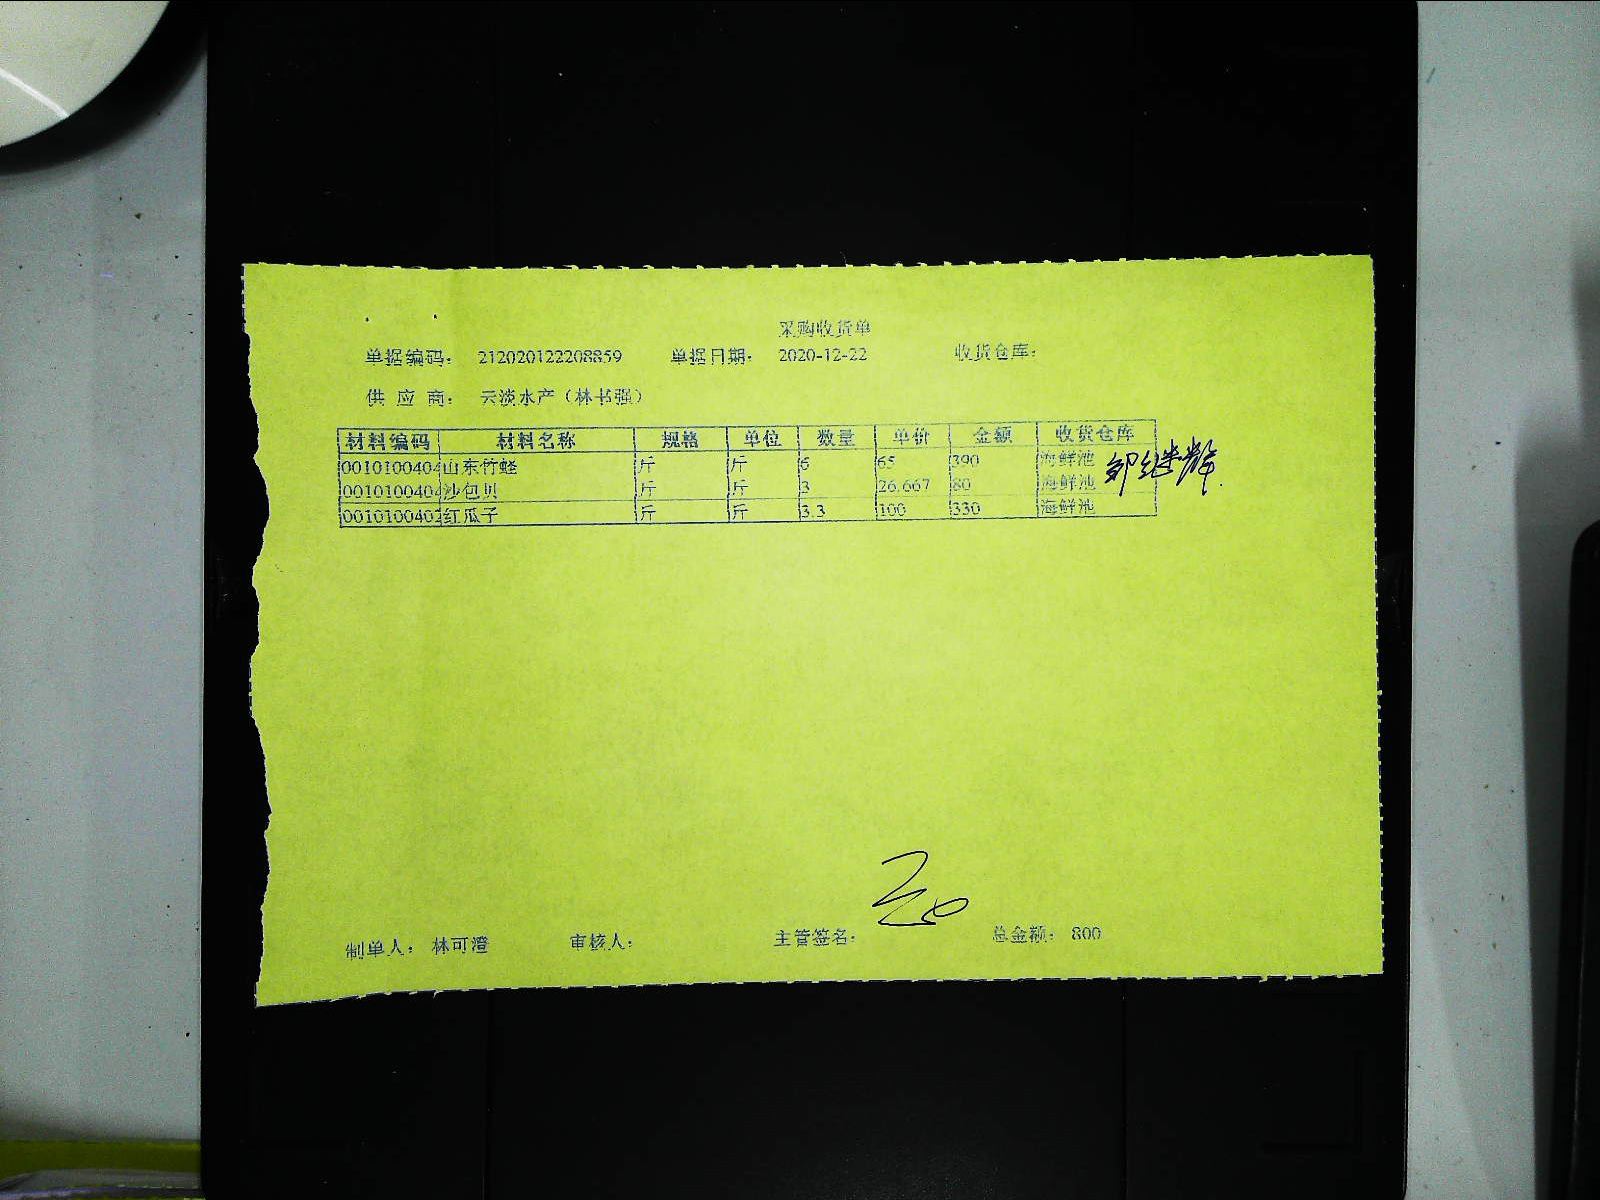 采购收货单
单据编码： 212020122208859 单据日期： 2020-12-22 收货仓库：
供 应 商： 云淡水产（林书强）
材料编码 材料名称 规格 单位 数量 单价 金额 收货仓库
0010100404 山东竹蛏 斤 斤 6 65 390 海鲜池
0010100404 沙包贝 斤 斤 3 26.667 80 海鲜池
0010100402 红瓜子 斤 斤 3.3 100 330 海鲜池
制单人： 林可澄 审核人： 主管签名： 总金额： 800